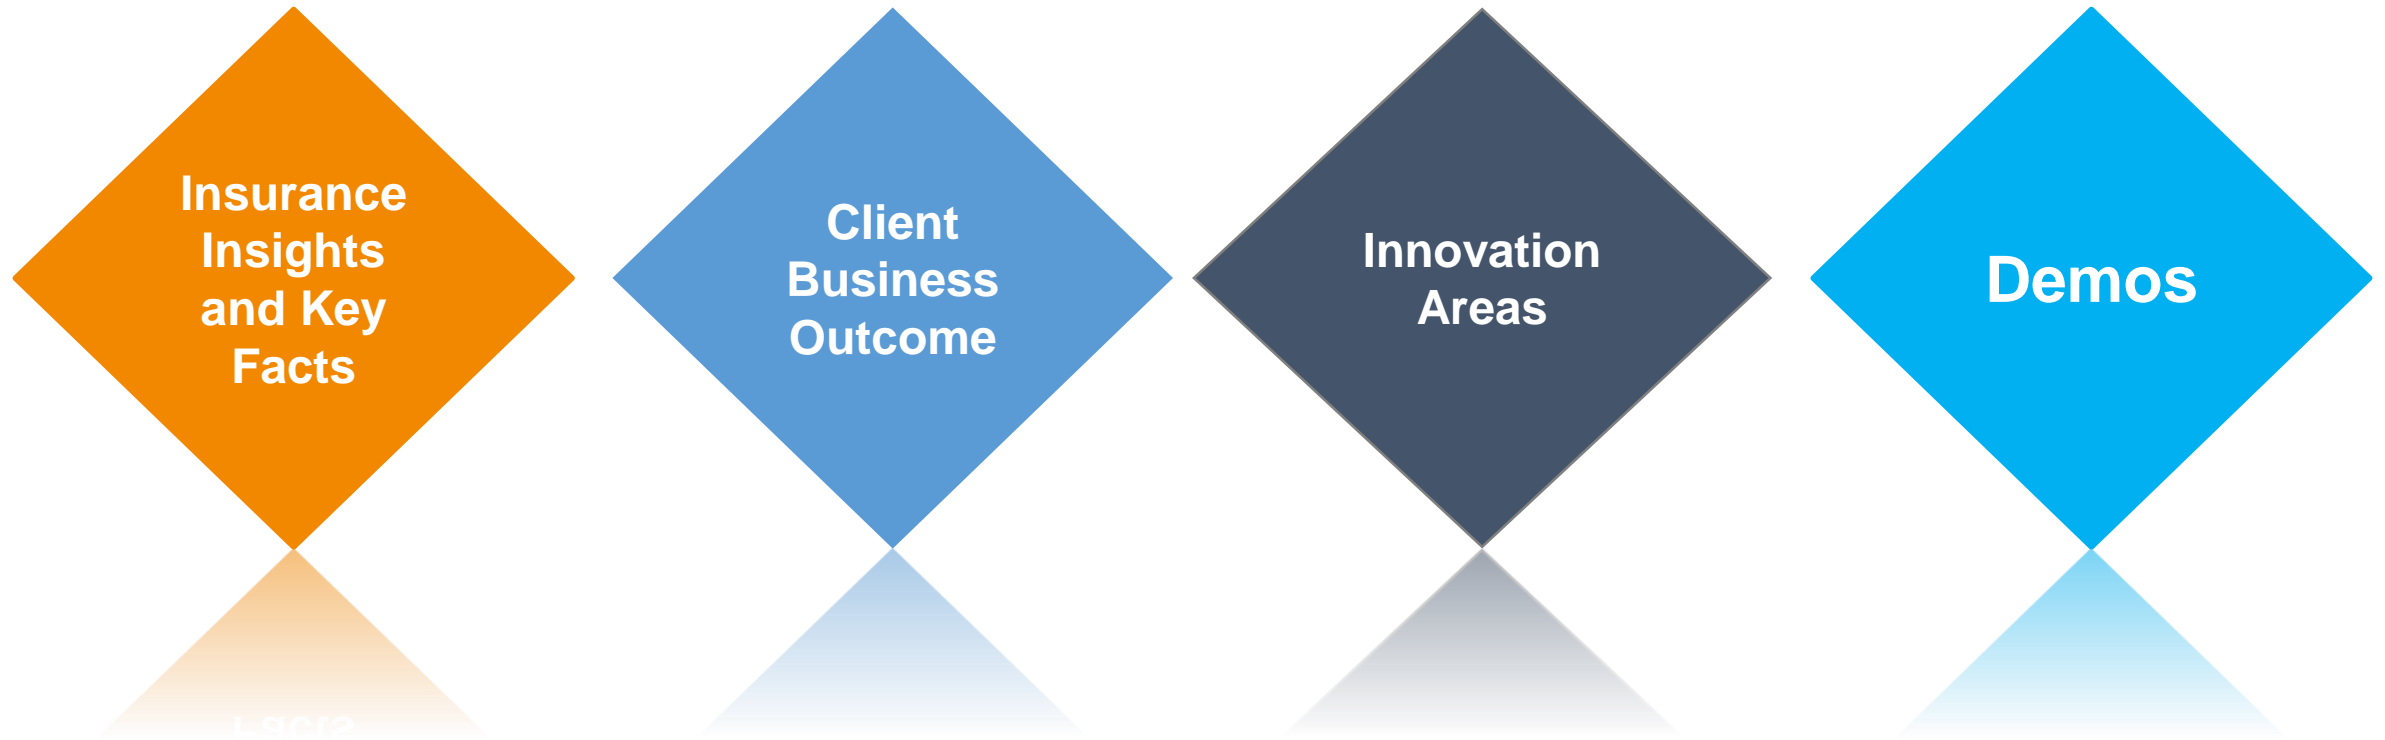 Insurance
Insights
and Key
Facts
Client
Business
Outcome
Innovation
Areas
Demos